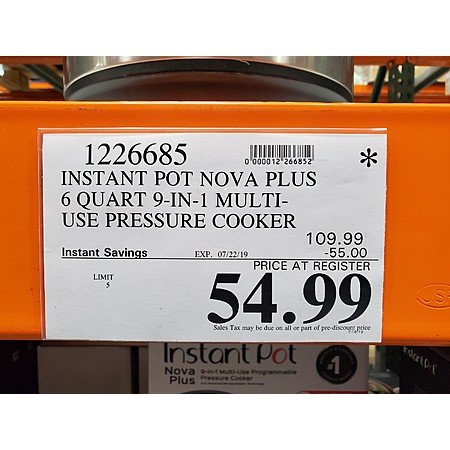 1226685
0 000012 266852
*
INSTANT POT NOVA PLUS
6 QUART 9-IN-1 MULTI-
USE PRESSURE COOKER
109.99
Instant Savings EXP. 07/22/19 -55.00
PRICE AT REGISTER
LIMIT
5
54.99
Sales Tax may be due on all or part of pre-discount price
Instant Pot
Nova 9-in-1 Multi-Use Programmable
Plus Pressure Cooker
#1
Instant Pot